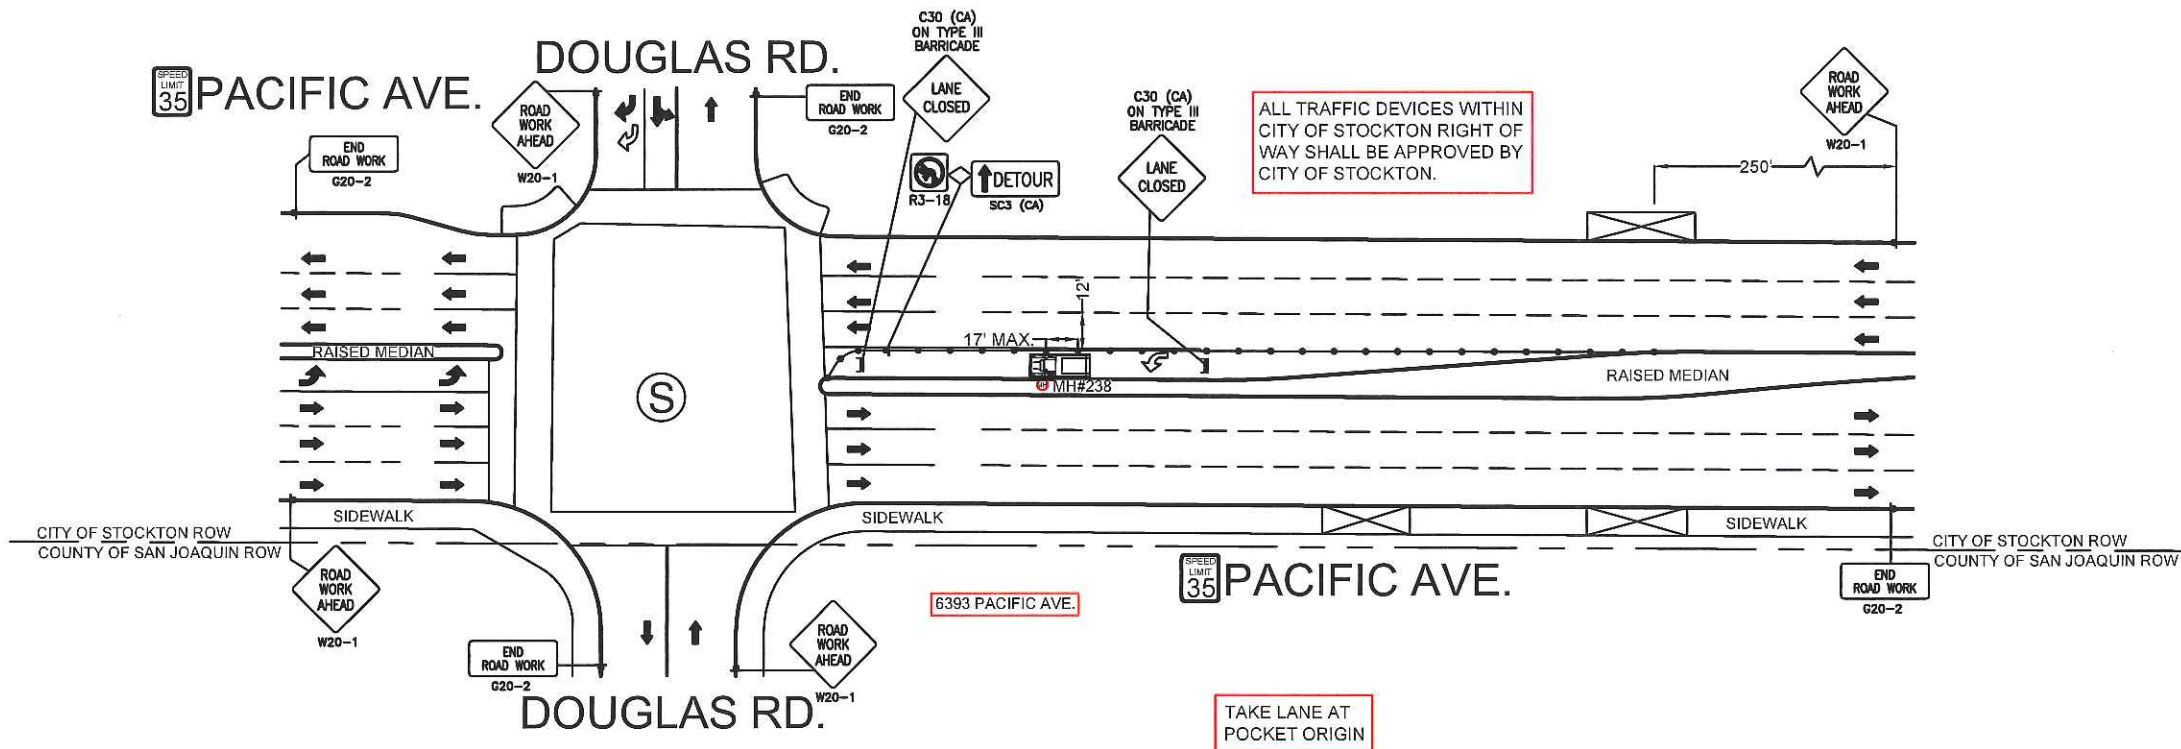 C30 (CA)
ON TYPE III
BARRICADE
DOUGLAS RD.
SPEED
LIMIT
35
PACIFIC AVE.
ROAD
WORK
AHEAD
W20-1
END
ROAD WORK
G20-2
LANE
CLOSED
C30 (CA)
ON TYPE III
BARRICADE
LANE
CLOSED
ALL TRAFFIC DEVICES WITHIN
CITY OF STOCKTON RIGHT OF
WAY SHALL BE APPROVED BY
CITY OF STOCKTON.
ROAD
WORK
AHEAD
W20-1
250'
END
ROAD WORK
G20-2
R3-18
DETOUR
SC3 (CA)
12'
17' MAX.
RAISED MEDIAN
MH
MH#238
RAISED MEDIAN
S
SIDEWALK
SIDEWALK
SIDEWALK
CITY OF STOCKTON ROW
COUNTY OF SAN JOAQUIN ROW
CITY OF STOCKTON ROW
COUNTY OF SAN JOAQUIN ROW
ROAD
WORK
AHEAD
W20-1
SPEED
LIMIT
35
PACIFIC AVE.
END
ROAD WORK
G20-2
6393 PACIFIC AVE.
END
ROAD WORK
G20-2
ROAD
WORK
AHEAD
W20-1
DOUGLAS RD.
TAKE LANE AT
POCKET ORIGIN